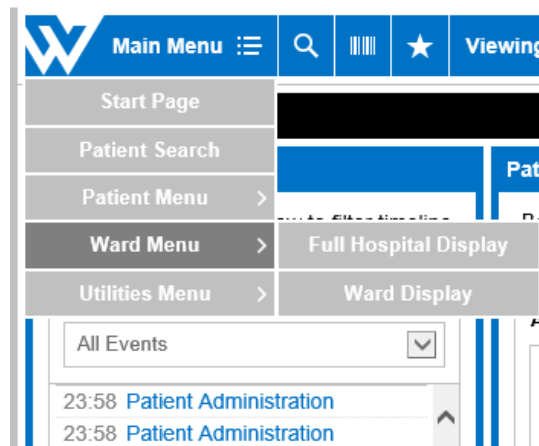 Main Menu Viewing
Start Page
Patient Search
Pat
Patient Menu
Ward Menu
Full Hospital Display
Utilities Menu
Ward Display
All Events
23:58 Patient Administration
23:58 Patient Administration